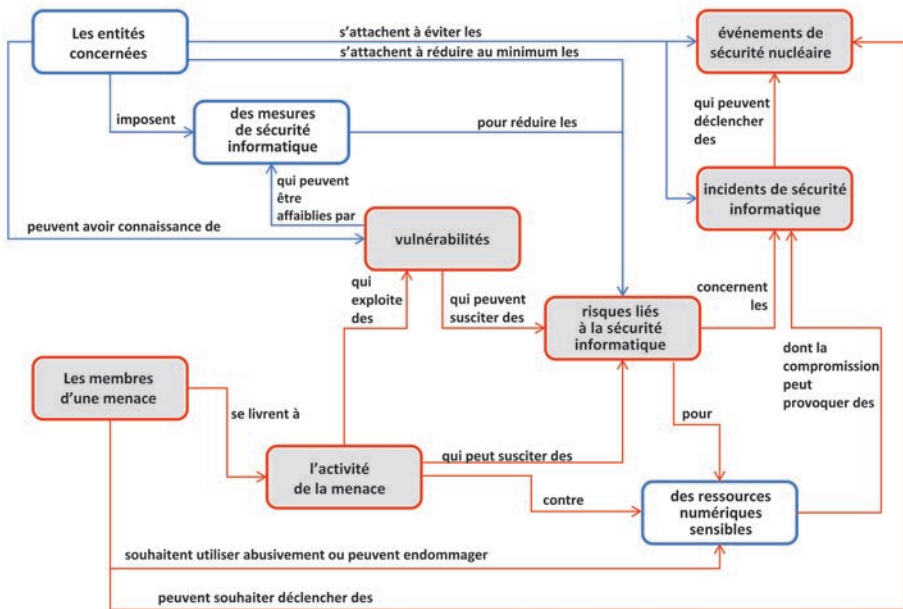 Les entités
concernées
s'attachent à éviter les
s'attachent à réduire au minimum les
événements de
sécurité nucléaire
imposent
des mesures
de sécurité
informatique
pour réduire les
qui peuvent
déclencher
des
qui peuvent
être
affaiblies par
incidents de sécurité
informatique
peuvent avoir connaissance de
vulnérabilités
qui
exploite
des
qui peuvent
susciter des
risques liés
à la sécurité
informatique
concernent
les
dont la
compromission
peut
provoquer des
Les membres
d'une menace
se livrent à
pour
l'activité
de la menace
qui peut susciter des
contre
des ressources
numériques
sensibles
souhaitent utiliser abusivement ou peuvent endommager
peuvent souhaiter déclencher des